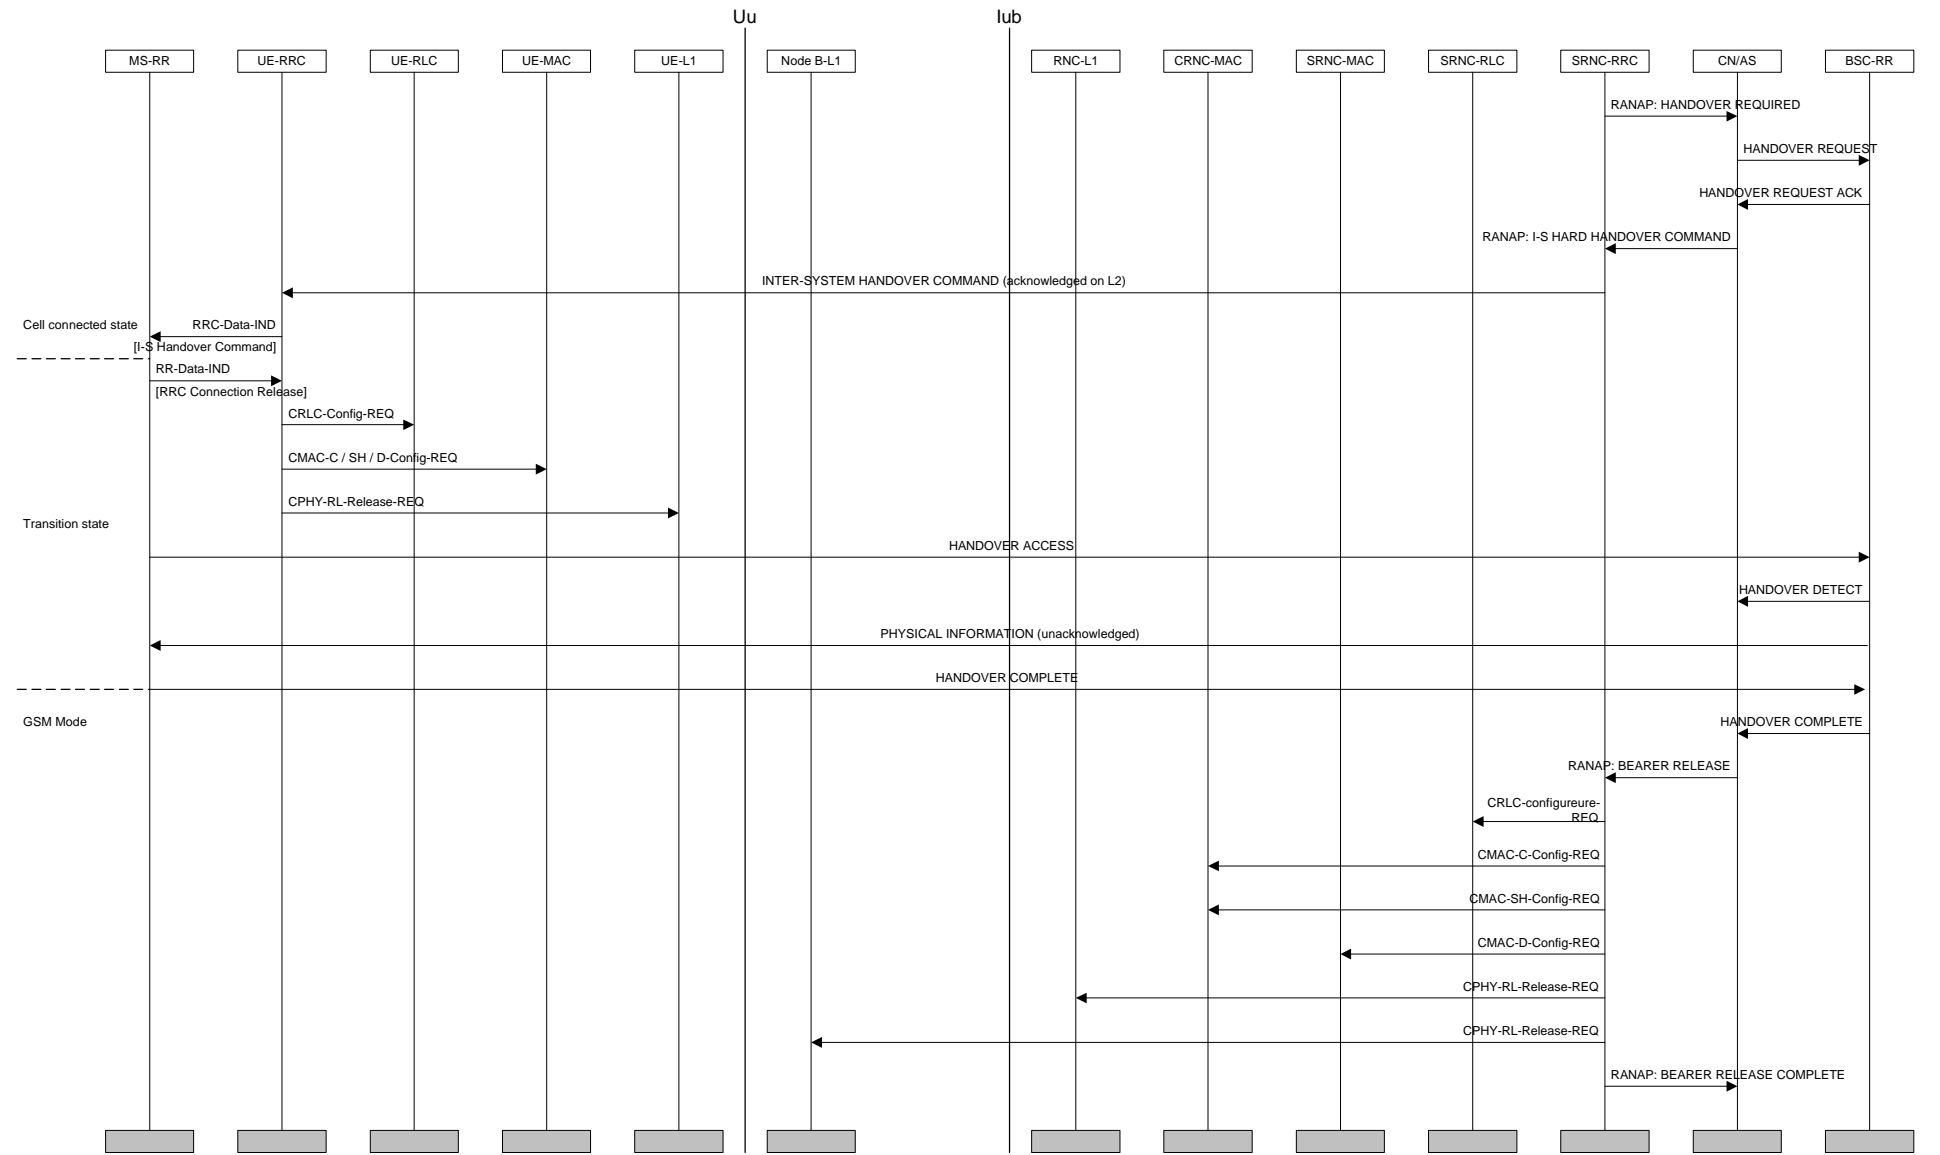 Uu
Iub
MS-RR
UE-RRC
UE-RLC
UE-MAC
UE-L1
Node B-L1
RNC-L1
CRNC-MAC
SRNC-MAC
SRNC-RLC
SRNC-RRC
CN/AS
BSC-RR
RANAP: HANDOVER REQUIRED
HANDOVER REQUEST
HANDOVER REQUEST ACK
RANAP: I-S HARD HANDOVER COMMAND
INTER-SYSTEM HANDOVER COMMAND (acknowledged on L2)
Cell connected state
RRC-Data-IND
[I-S Handover Command]
RR-Data-IND
[RRC Connection Release]
CRLC-Config-REQ
CMAC-C / SH / D-Config-REQ
CPHY-RL-Release-REQ
Transition state
HANDOVER ACCESS
HANDOVER DETECT
PHYSICAL INFORMATION (unacknowledged)
HANDOVER COMPLETE
GSM Mode
HANDOVER COMPLETE
RANAP: BEARER RELEASE
CRLC-configureure-
REQ
CMAC-C-Config-REQ
CMAC-SH-Config-REQ
CMAC-D-Config-REQ
CPHY-RL-Release-REQ
CPHY-RL-Release-REQ
RANAP: BEARER RELEASE COMPLETE